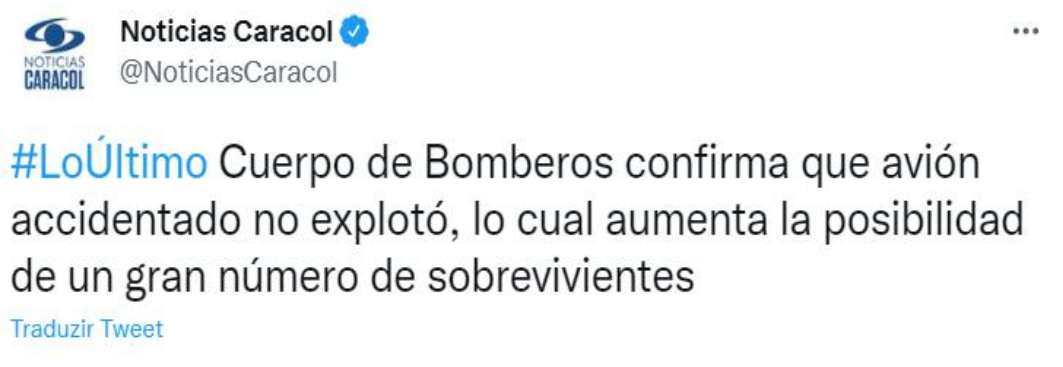 Noticias Caracol
@NoticiasCaracol
NOTICIAS
CARACOL
#LoÚltimo Cuerpo de Bomberos confirma que avión
accidentado no explotó, lo cual aumenta la posibilidad
de un gran número de sobrevivientes
Traduzir Tweet